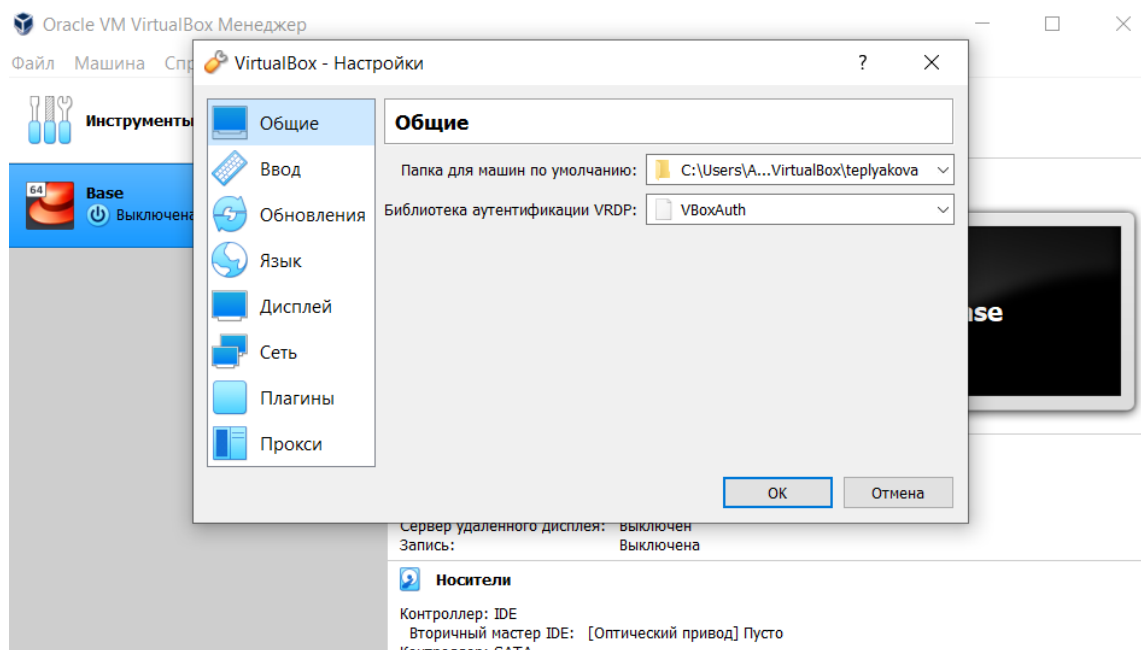 Oracle VM VirtualBox Менеджер
Файл Машина
VirtualBox - Настройки
?
Инструменты
64
Base
Выключена
Общие
Ввод
Обновления
Язык
Дисплей
Сеть
Плагины
Прокси
Общие
Папка для машин по умолчанию: C:\Users\A...VirtualBox\teplyakova
Библиотека аутентификации VRDP: VBoxAuth
OK
Отмена
Сервер удаленного дисплея: Выключен
Запись: Выключена
Носители
Контроллер: IDE
Вторичный мастер IDE: [Оптический привод] Пусто
Контроллер: SATA